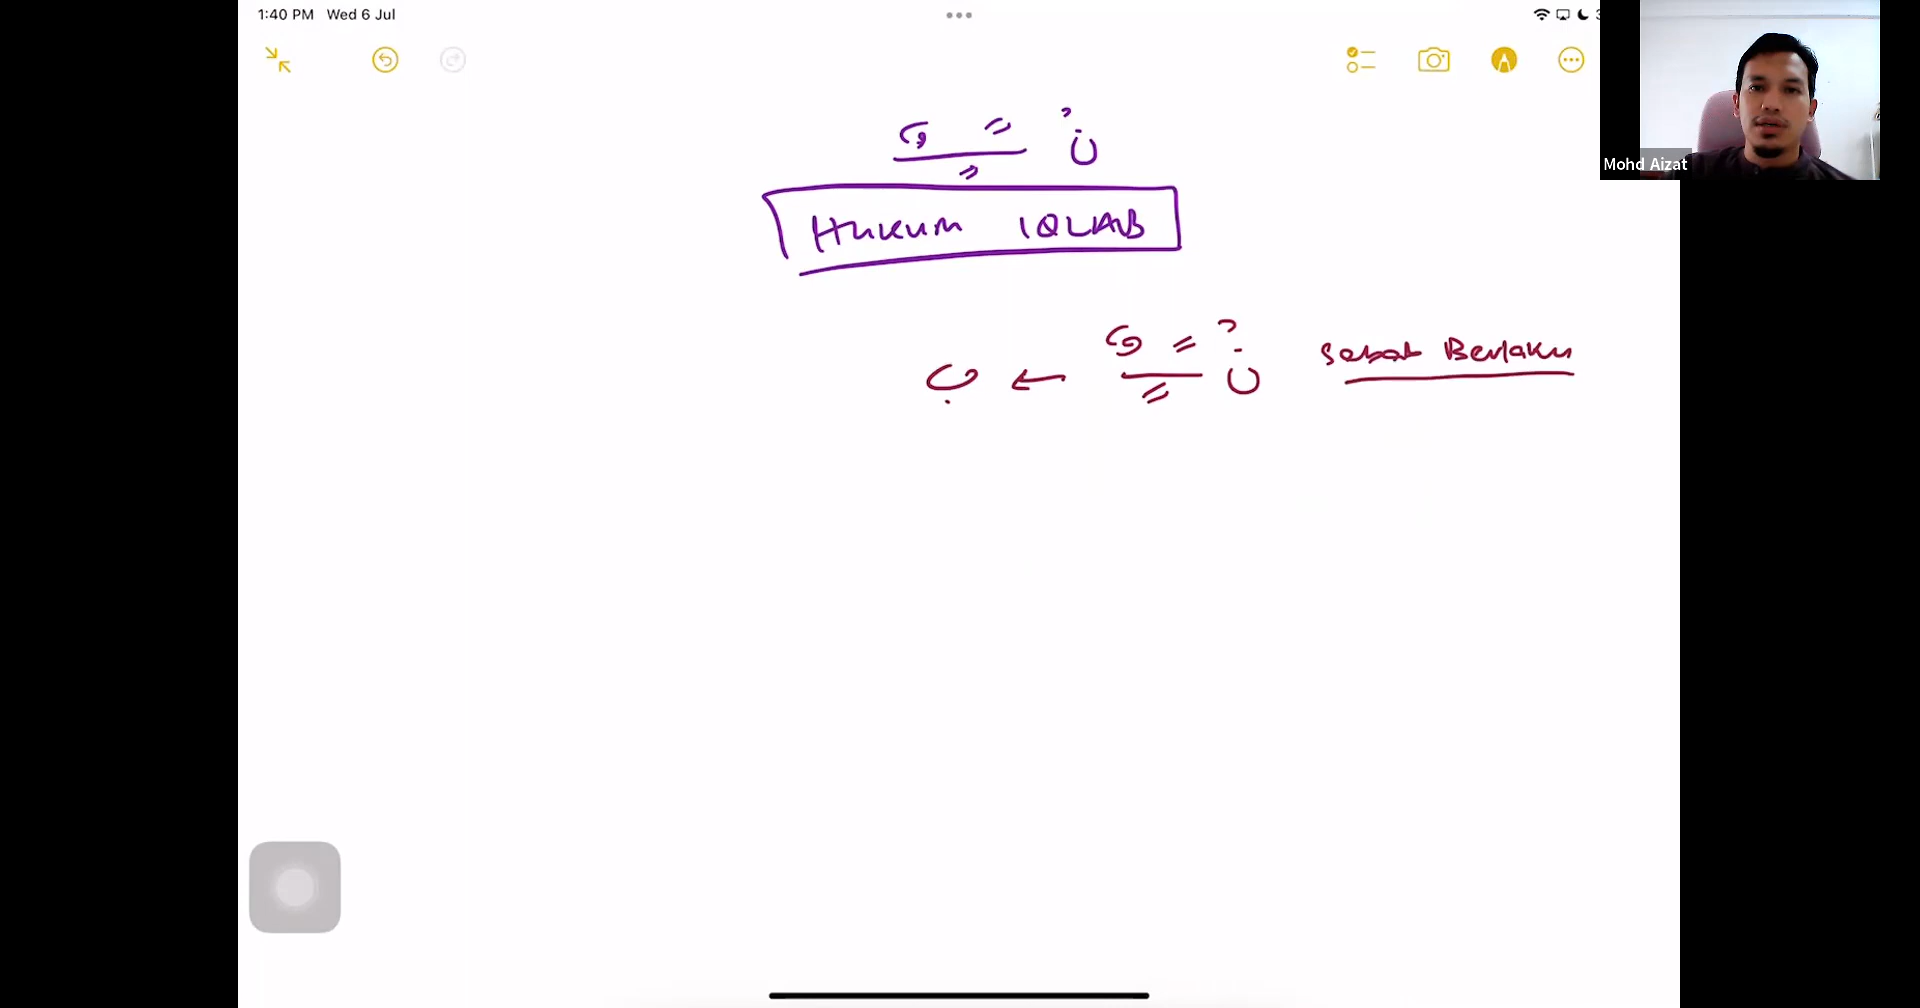 1:40 PM Wed 6 Jul
Mohd Aizat
نْ ـًـٍـٌ
HUKUM IQLAB
Sebab Berlaku نْ ـًـٍـٌ ← ب